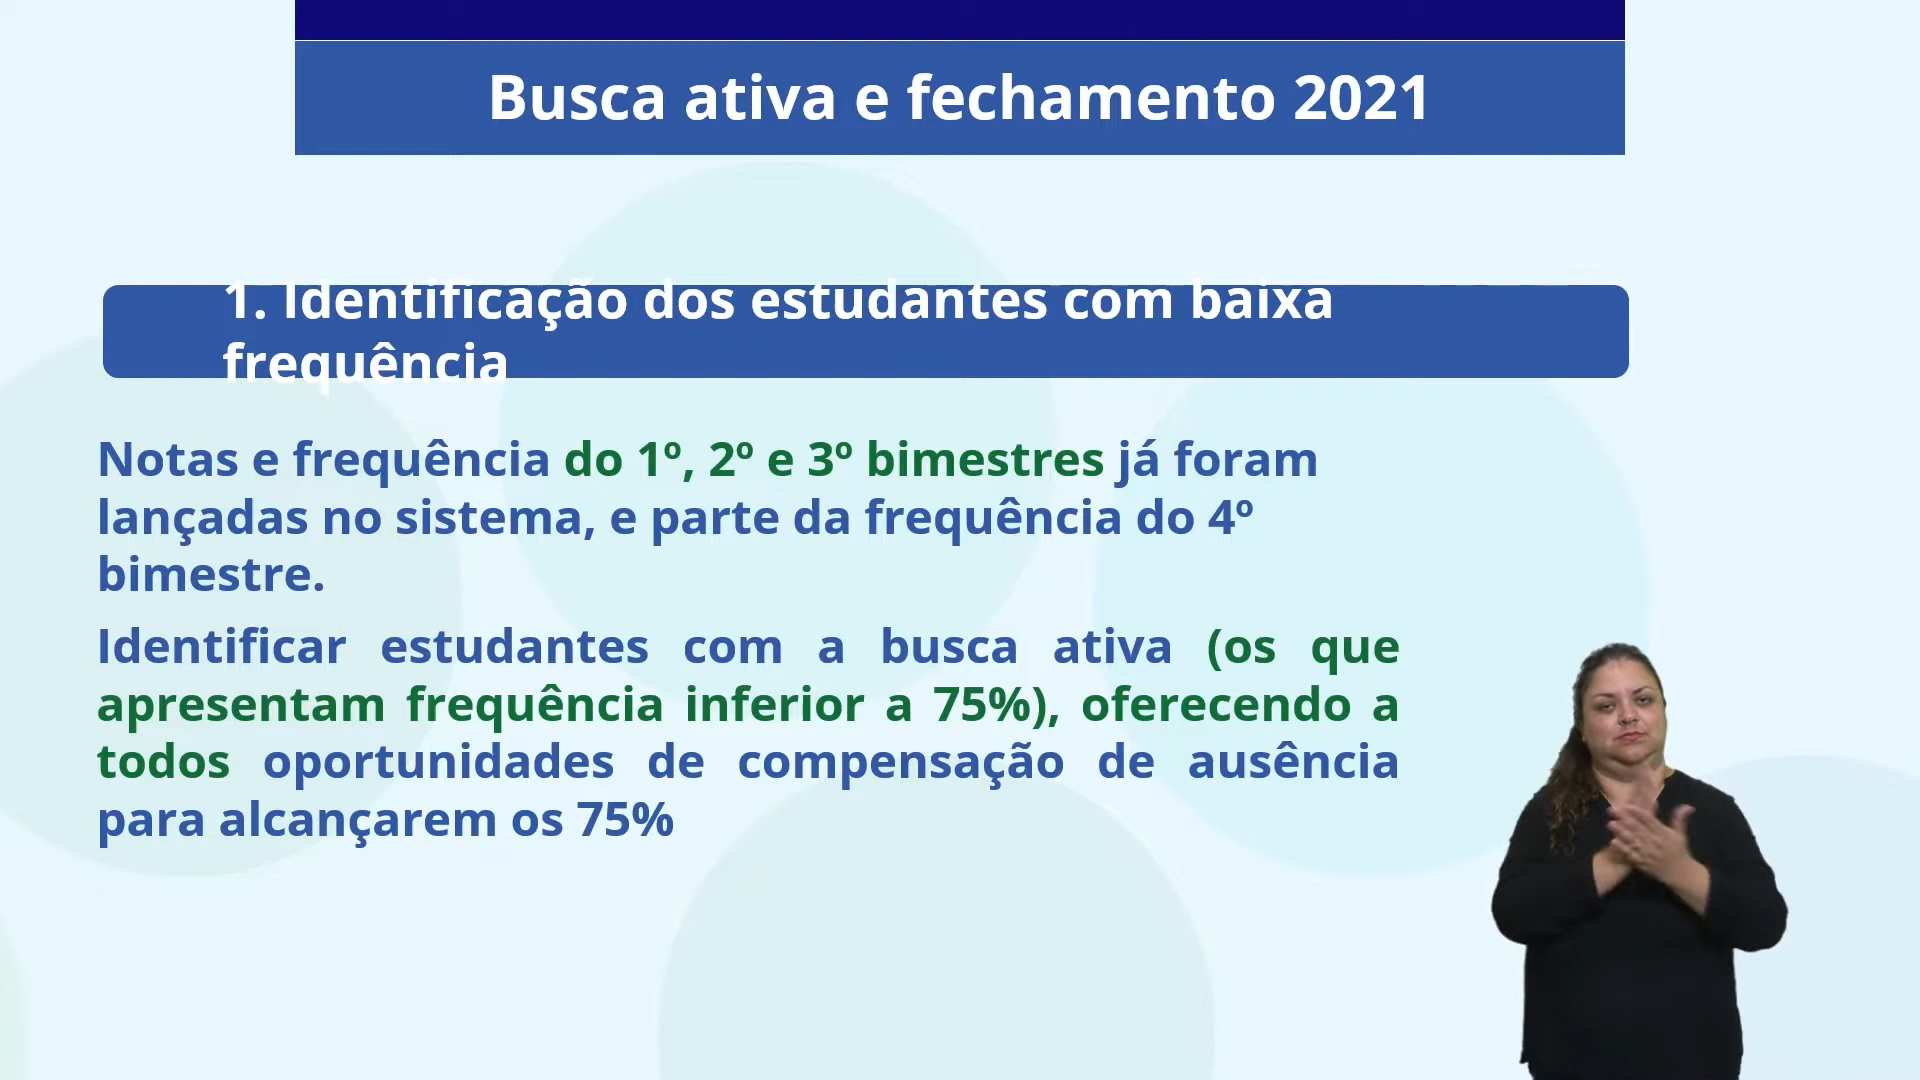 Busca ativa e fechamento 2021
1. Identificação dos estudantes com baixa
frequência
Notas e frequência do 1º, 2º e 3º bimestres já foram
lançadas no sistema, e parte da frequência do 4º
bimestre.
Identificar estudantes com a busca ativa (os que
apresentam frequência inferior a 75%), oferecendo a
todos oportunidades de compensação de ausência
para alcançarem os 75%